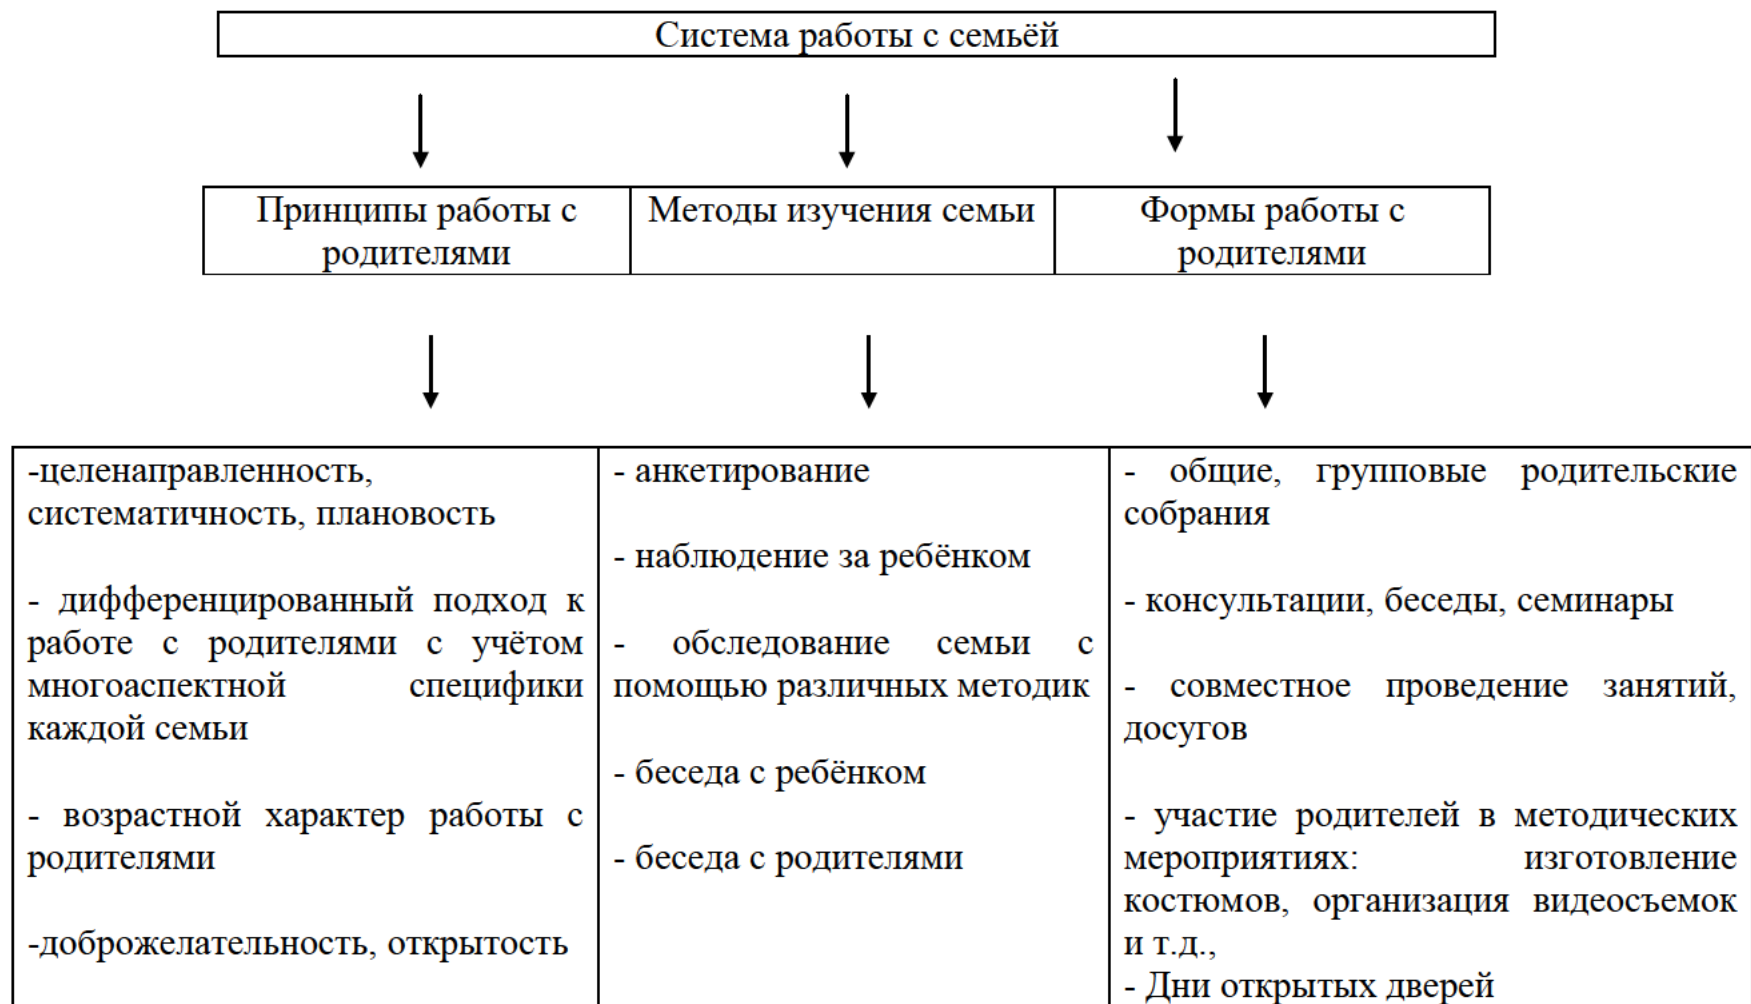 Система работы с семьёй
Принципы работы с
родителями
Методы изучения семьи
Формы работы с
родителями
-целенаправленность,
систематичность, плановость
- дифференцированный подход к
работе с родителями с учётом
многоаспектной специфики
каждой семьи
- возрастной характер работы с
родителями
-доброжелательность, открытость
- анкетирование
- наблюдение за ребёнком
- обследование семьи с
помощью различных методик
- беседа с ребёнком
- беседа с родителями
- общие, групповые родительские
собрания
- консультации, беседы, семинары
- совместное проведение занятий,
досугов
- участие родителей в методических
мероприятиях: изготовление
костюмов, организация видеосъемок
и т.д.,
- Дни открытых дверей